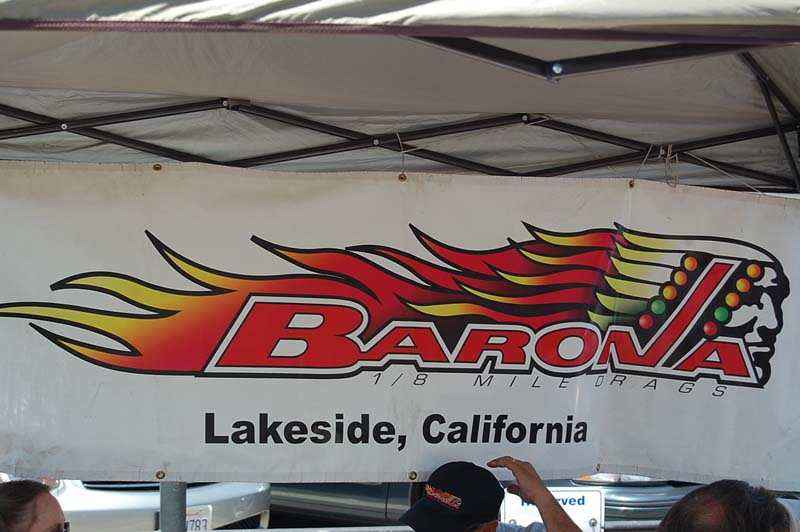 BARONA
1/8 MILE DRAGS
Lakeside, California